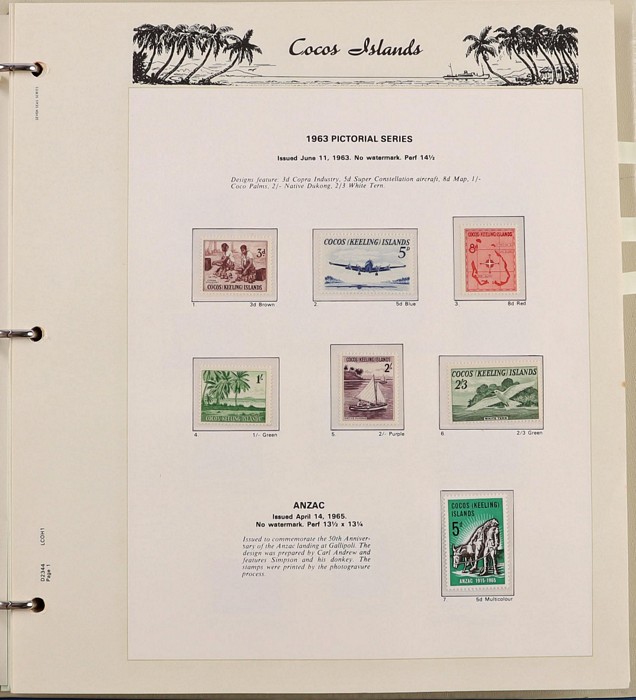 Cocos Islands
1963 PICTORIAL SERIES
Issued June 11, 1963. No watermark. Perf 14½
Designs feature: 3d Copra Industry, 5d Super Constellation aircraft, 8d Map, 1/-
Coco Palms, 2/- Native Dukong, 2/3 White Tern.
3d
COCOS (KEELING) ISLANDS
1 3d Brown
COCOS (KEELING) ISLANDS
5D
2 5d Blue
COCOS (KEELING) ISLANDS
8d
3. 8d Red
1/-
COCOS (KEELING) ISLANDS
4. 1/- Green
COCOS (KEELING) ISLANDS
2/-
5. 2/- Purple
COCOS (KEELING) ISLANDS
2/3
WHITE TERN
6 2/3 Green
ANZAC
Issued April 14, 1965.
No watermark. Perf 13½ x 13¼
Issued to commemorate the 50th Anniver-
sary of the Anzac landing at Gallipoli. The
design was prepared by Carl Andrew and
features Simpson and his donkey. The
stamps were printed by the photogravure
process.
COCOS (KEELING)
ISLANDS
5D
ANZAC 1915-1965
7. 5d Multicolour
D2344 LCOH1
Page 1